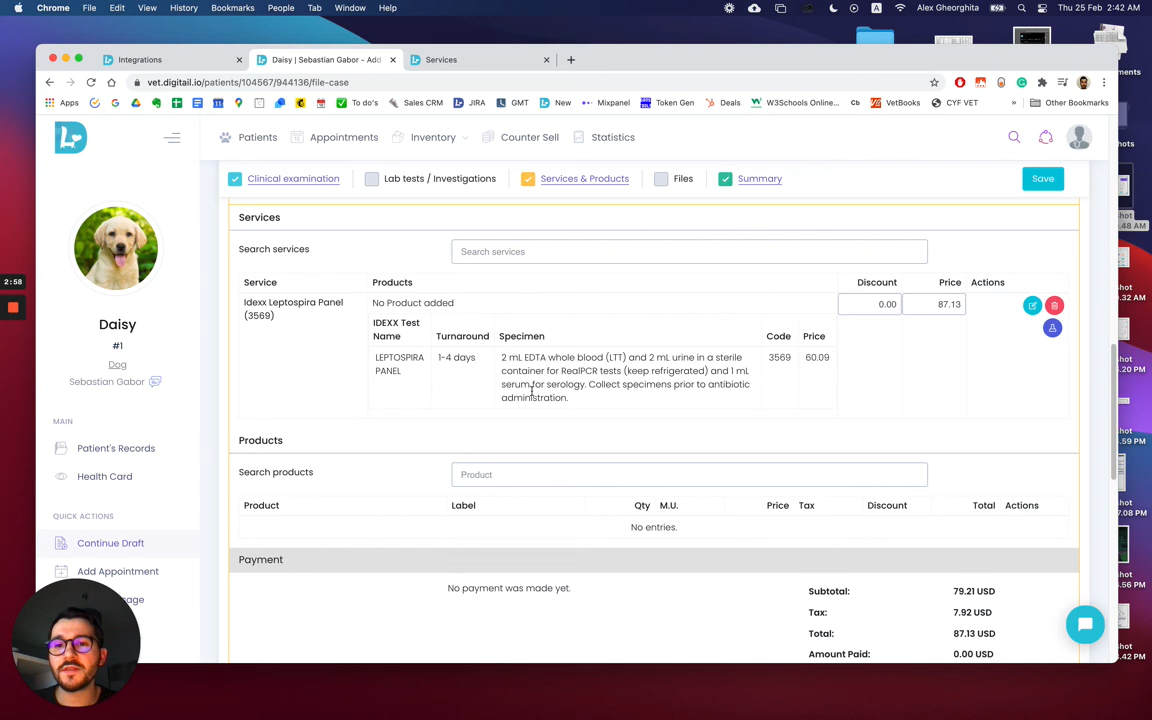 Chrome File Edit View History Bookmarks People Tab Window Help
A
Alex Gheorghita
Thu 25 Feb 2:42 AM
Integrations
Daisy | Sebastian Gabor - Add
Services
vet.digitail.io/patients/104567/944136/file-case
Apps
To do's
Sales CRM
JIRA
GMT
New
Mixpanel
Token Gen
Deals
W3Schools Online...
Cb
VetBooks
CYF VET
»
Other Bookmarks
Patients
Appointments
Inventory
Counter Sell
Statistics
Clinical examination
Lab tests / Investigations
Services & Products
Files
Summary
Save
Daisy
#1
Dog
Sebastian Gabor
MAIN
Patient's Records
Health Card
QUICK ACTIONS
Continue Draft
Add Appointment
2:58
Services
Search services
Search services
Service Products Discount Price Actions
Idexx Leptospira Panel (3569)
No Product added
0.00
87.13
IDEXX Test Name
Turnaround
Specimen
Code
Price
LEPTOSPIRA PANEL
1-4 days
2 mL EDTA whole blood (LTT) and 2 mL urine in a sterile
container for RealPCR tests (keep refrigerated) and 1 mL
serum for serology. Collect specimens prior to antibiotic
administration.
3569
60.09
Products
Search products
Product
Product Label Qty M.U. Price Tax Discount Total Actions
No entries.
Payment
No payment was made yet.
Subtotal: 79.21 USD
Tax: 7.92 USD
Total: 87.13 USD
Amount Paid: 0.00 USD